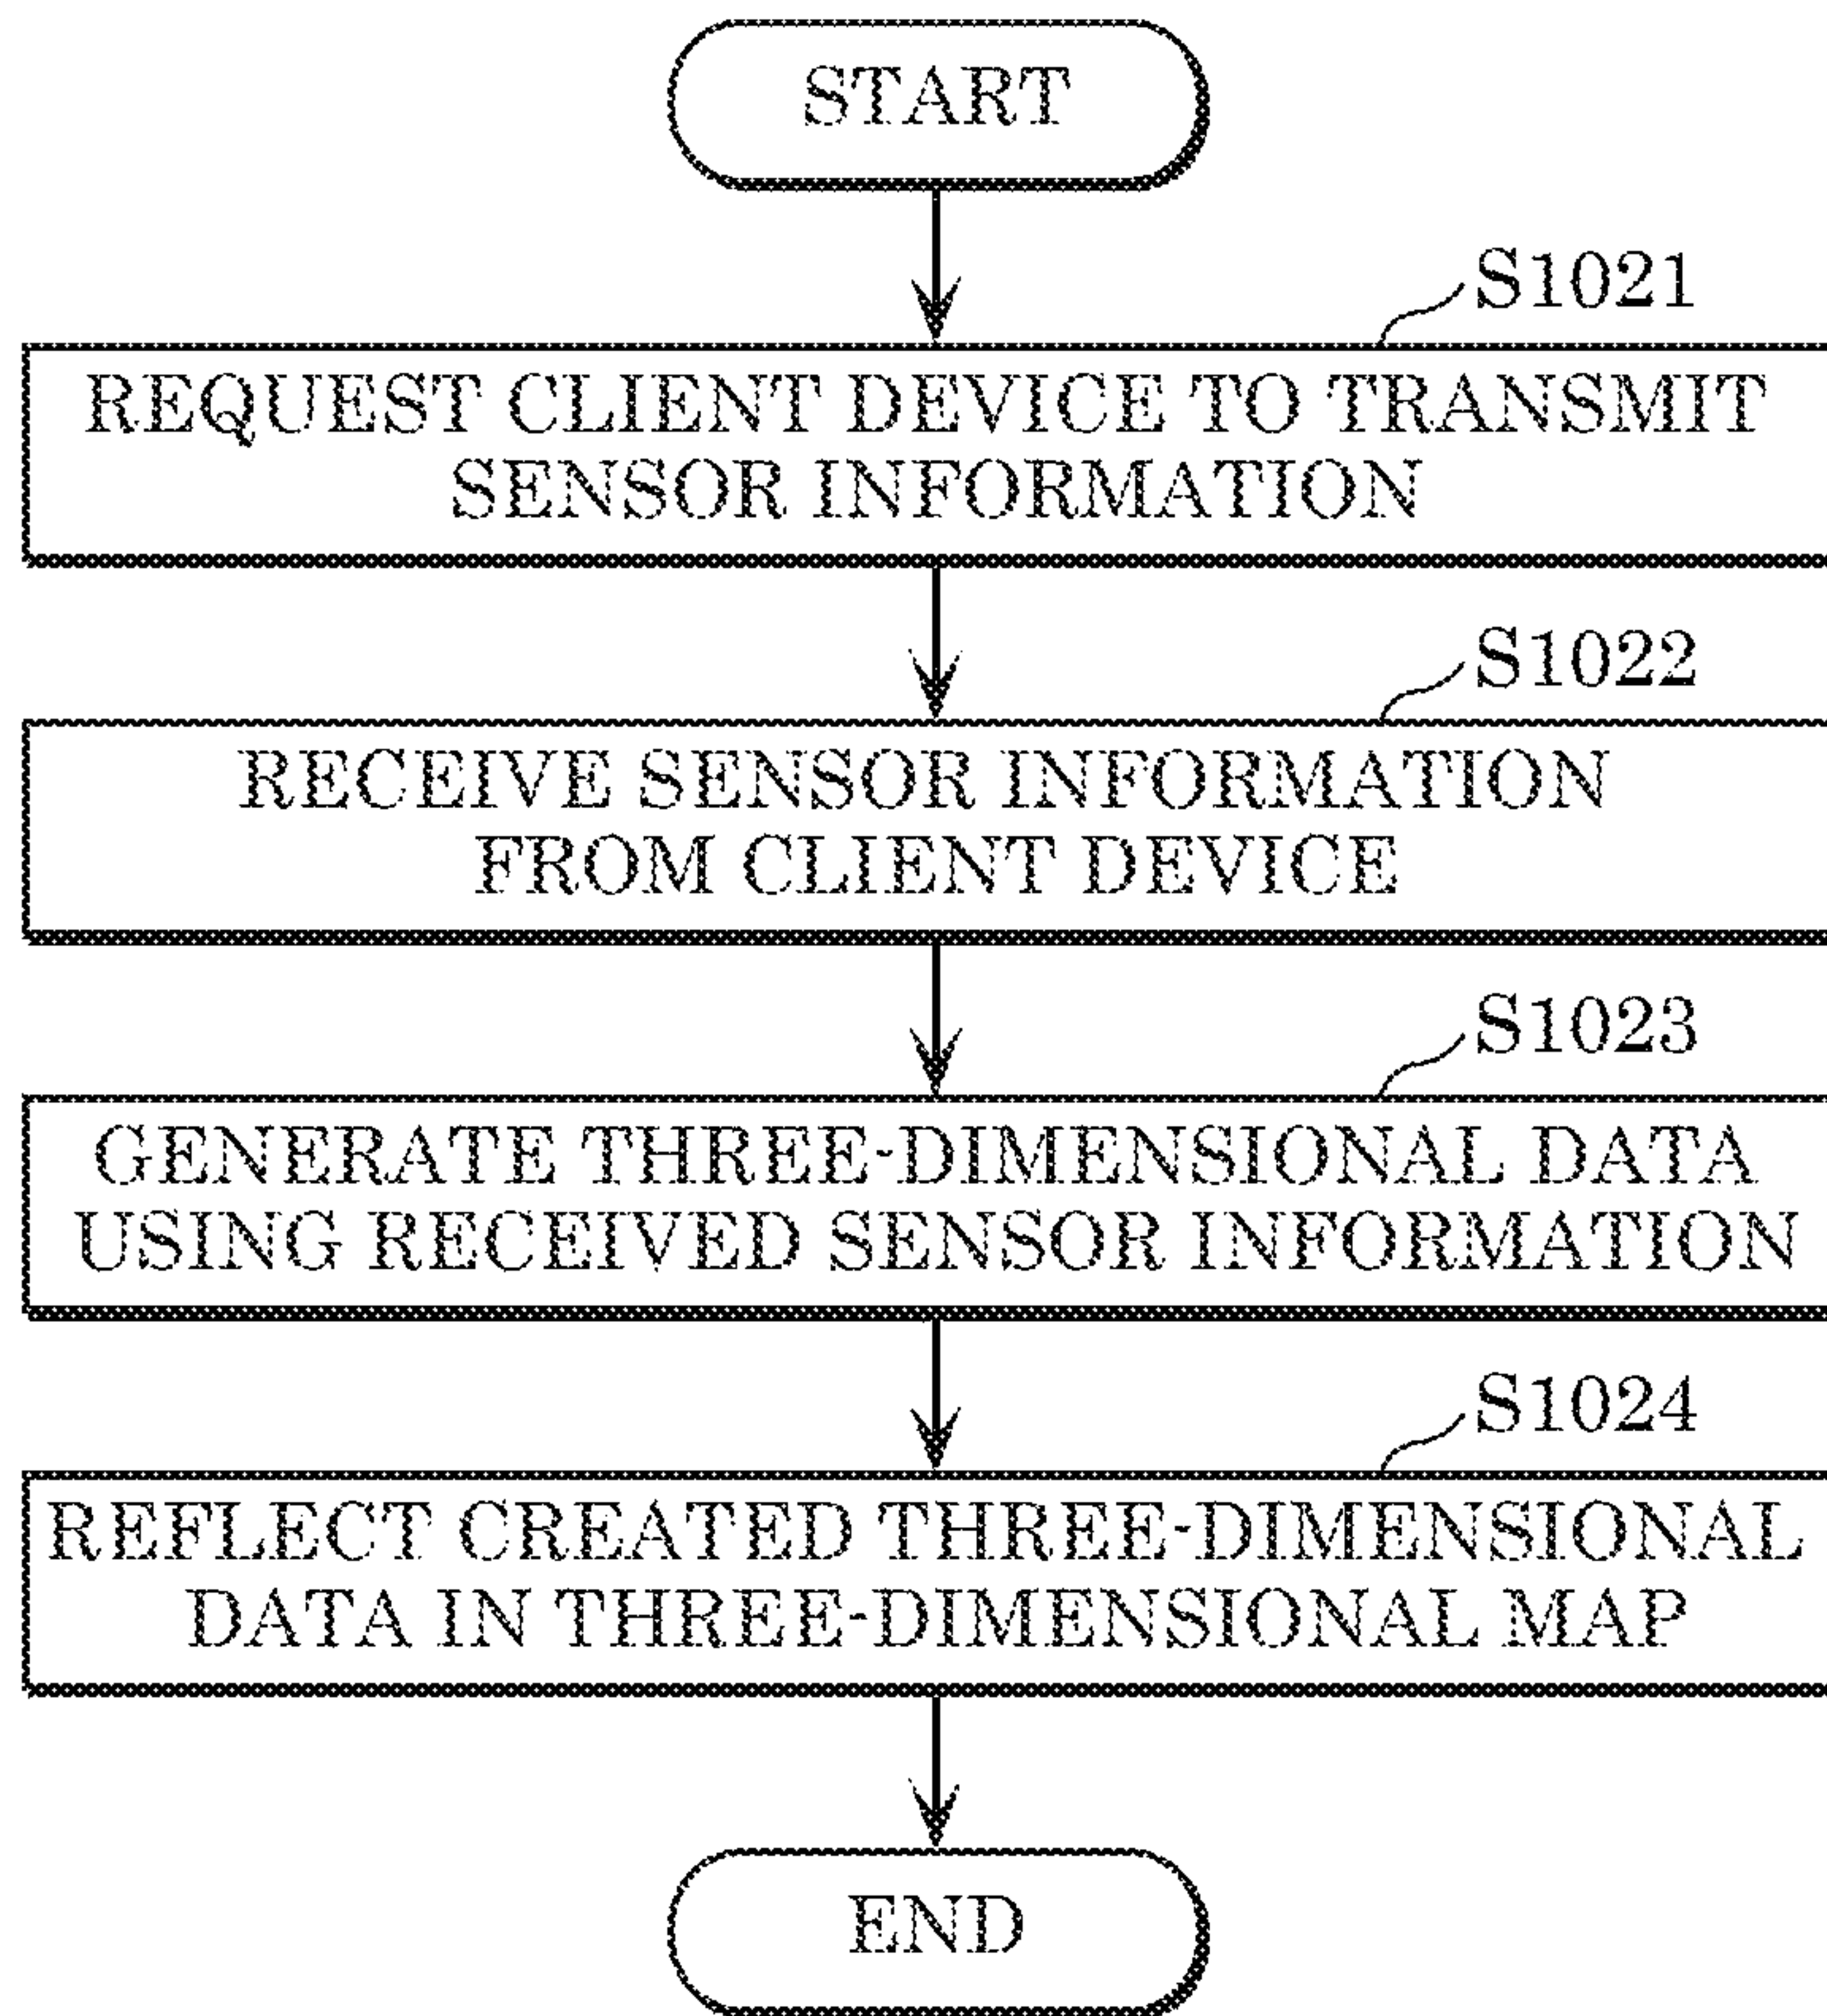 START
S1021
REQUEST CLIENT DEVICE TO TRANSMIT
SENSOR INFORMATION
S1022
RECEIVE SENSOR INFORMATION
FROM CLIENT DEVICE
S1023
GENERATE THREE-DIMENSIONAL DATA
USING RECEIVED SENSOR INFORMATION
S1024
REFLECT CREATED THREE-DIMENSIONAL
DATA IN THREE-DIMENSIONAL MAP
END